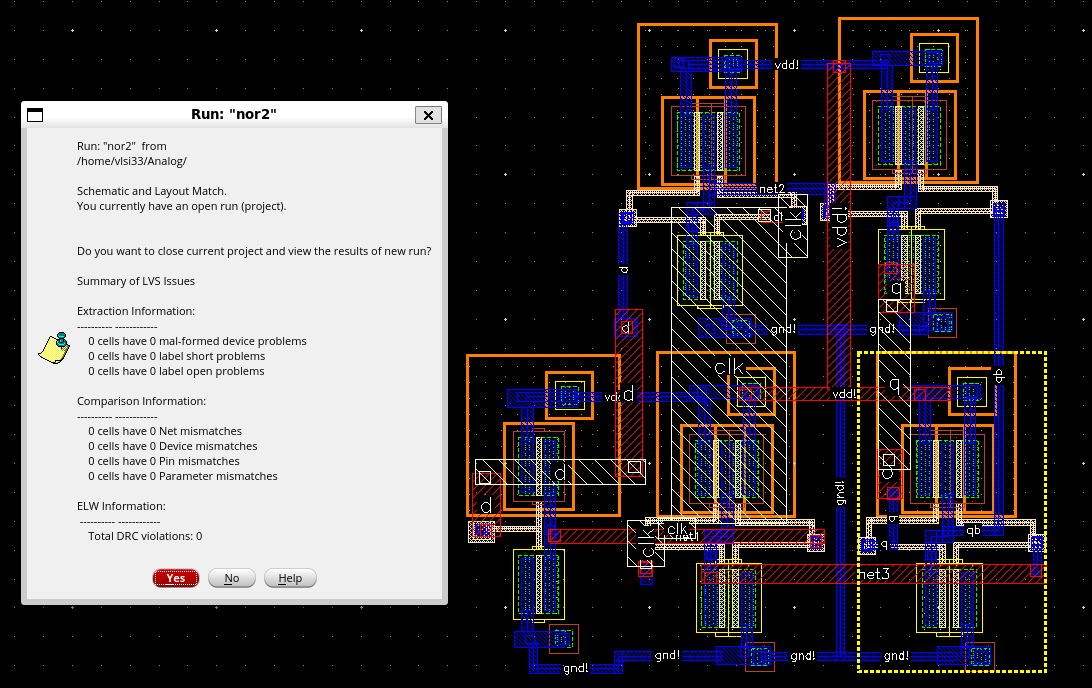 Run: "nor2"
Run: "nor2" from
/home/vlsi33/Analog/
Schematic and Layout Match.
You currently have an open run (project).
Do you want to close current project and view the results of new run?
Summary of LVS Issues
Extraction Information:
---------- ------------
0 cells have 0 mal-formed device problems
0 cells have 0 label short problems
0 cells have 0 label open problems
Comparison Information:
---------- ------------
0 cells have 0 Net mismatches
0 cells have 0 Device mismatches
0 cells have 0 Pin mismatches
0 cells have 0 Parameter mismatches
ELW Information:
---------- ------------
Total DRC violations: 0
Yes
No
Help
vdd!
net2
clk
vdd!
d
q
d
gnd!
gnd!
clk
q
qb
d
vdd!
d
d
gnd!
q
clk
clk
q
qb
q
net3
gnd!
gnd!
gnd!
gnd!